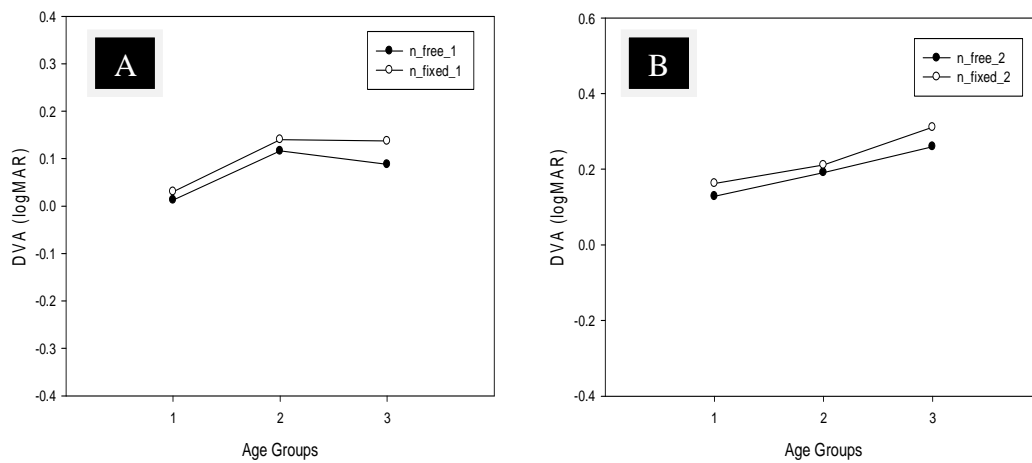 A
n_free_1
n_fixed_1
0.4
0.3
0.2
0.1
0.0
-0.1
-0.2
-0.3
-0.4
DVA (logMAR)
1 2 3
Age Groups
B
n_free_2
n_fixed_2
0.6
0.4
0.2
0.0
-0.2
-0.4
DVA (logMAR)
1 2 3
Age Groups